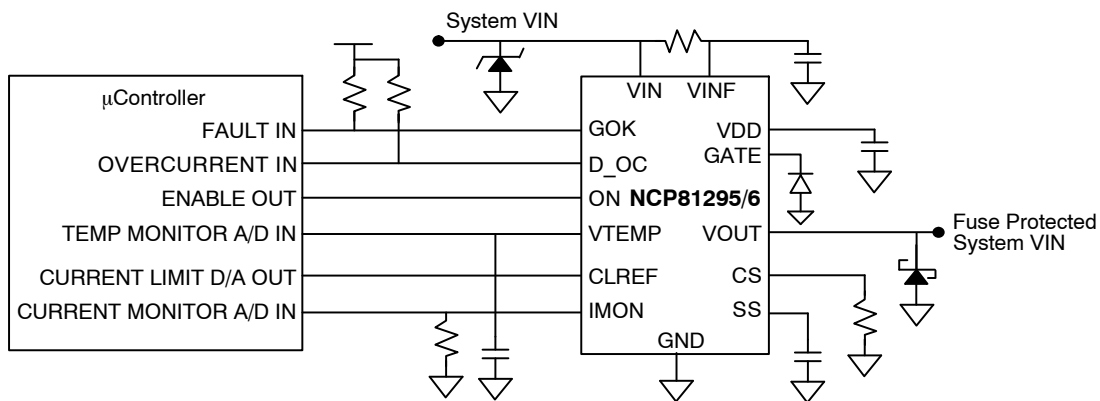 System VIN
μController
VIN
VINF
FAULT IN
GOK
VDD
OVERCURRENT IN
D_OC
GATE
ENABLE OUT
ON NCP81295/6
TEMP MONITOR A/D IN
VTEMP
VOUT
Fuse Protected
System VIN
CURRENT LIMIT D/A OUT
CLREF
CS
CURRENT MONITOR A/D IN
IMON
SS
GND